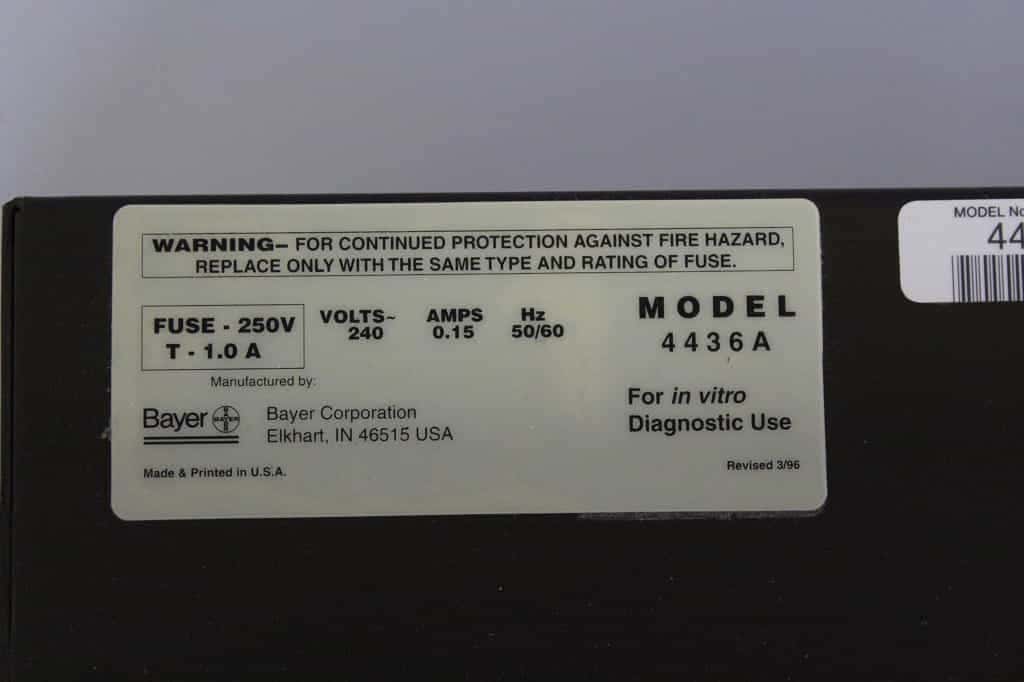 WARNING– FOR CONTINUED PROTECTION AGAINST FIRE HAZARD,
REPLACE ONLY WITH THE SAME TYPE AND RATING OF FUSE.
FUSE - 250V
T - 1.0 A
VOLTS~
240
AMPS
0.15
Hz
50/60
MODEL
4436A
Manufactured by:
Bayer BAYER
Bayer Corporation
Elkhart, IN 46515 USA
For in vitro
Diagnostic Use
Made & Printed in U.S.A.
Revised 3/96
MODEL No
44